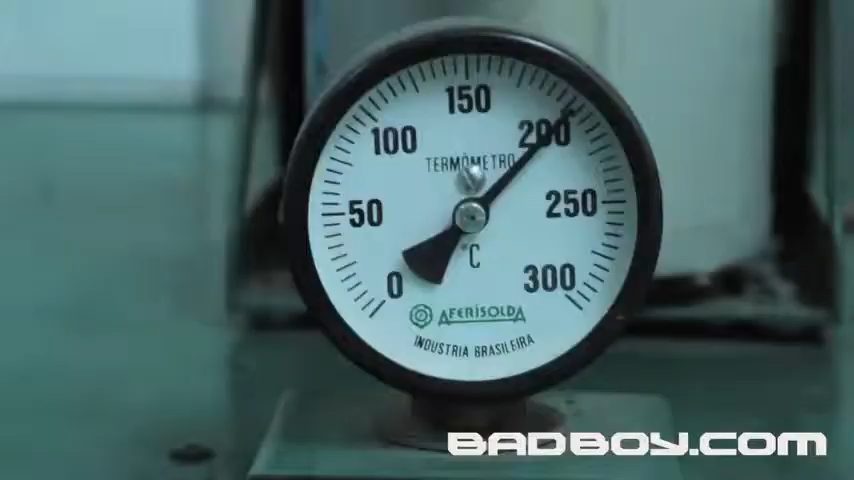 150
100
200
TERMÔMETRO
50
250
°C
0
300
AFERISOLDA
INDUSTRIA BRASILEIRA
BADBOY.COM